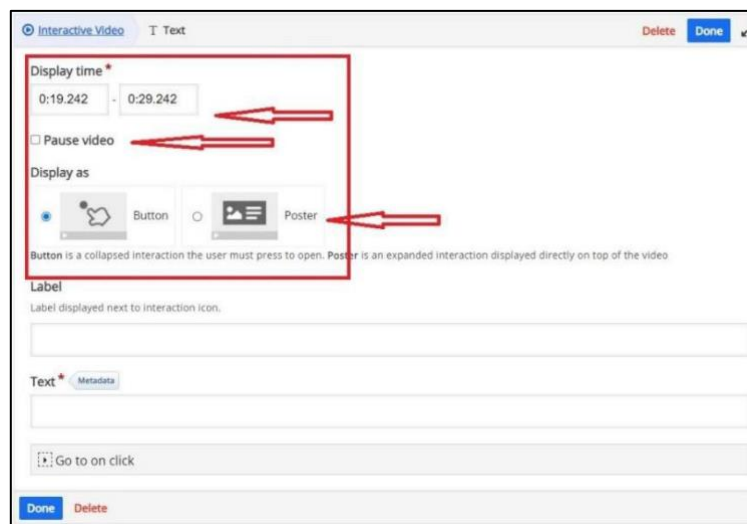 Interactive Video T Text Delete Done
Display time *
0:19.242 - 0:29.242
Pause video
Display as
Button Poster
Button is a collapsed interaction the user must press to open. Poster is an expanded interaction displayed directly on top of the video
Label
Label displayed next to interaction icon.
Text * Metadata
Go to on click
Done Delete